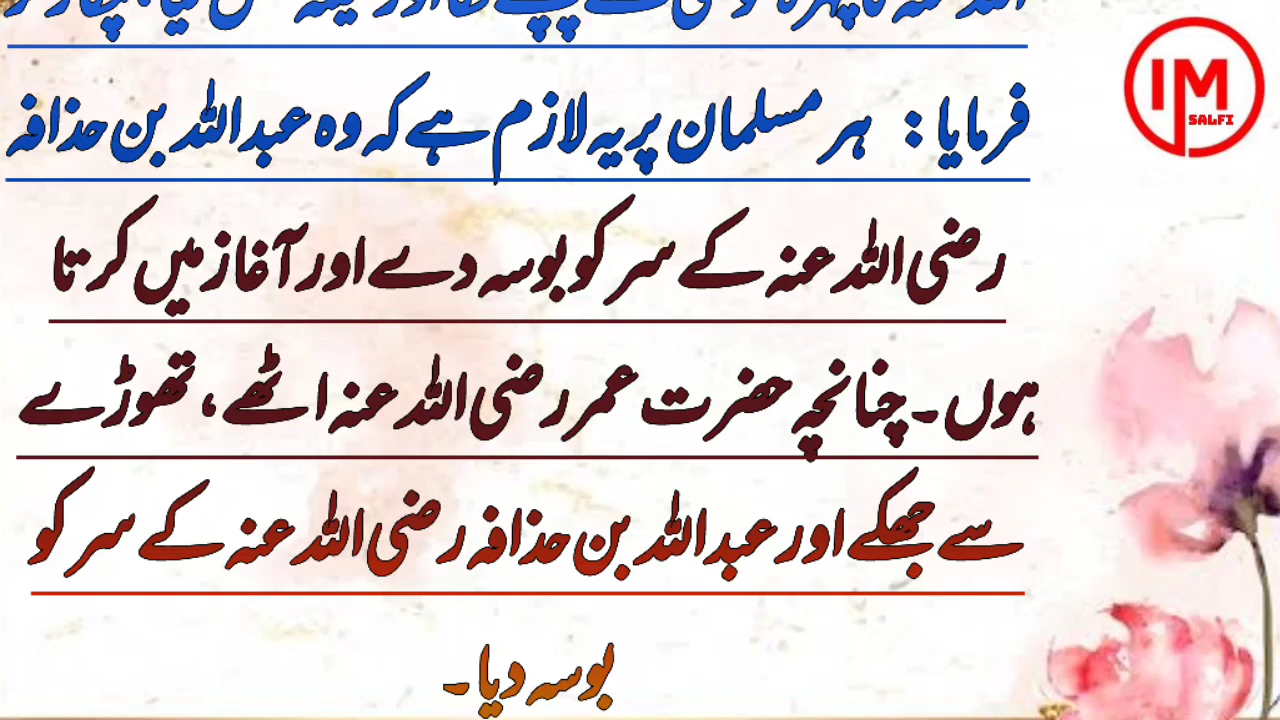 فرمایا: ہر مسلمان پر یہ لازم ہے کہ وہ عبداللہ بن حذافہ
رضی اللہ عنہ کے سر کو بوسہ دے اور آغاز میں کرتا
ہوں۔ چنانچہ حضرت عمر رضی اللہ عنہ اٹھے، تھوڑے
سے جھکے اور عبداللہ بن حذافہ رضی اللہ عنہ کے سر کو
بوسہ دیا۔
IM
SALFI